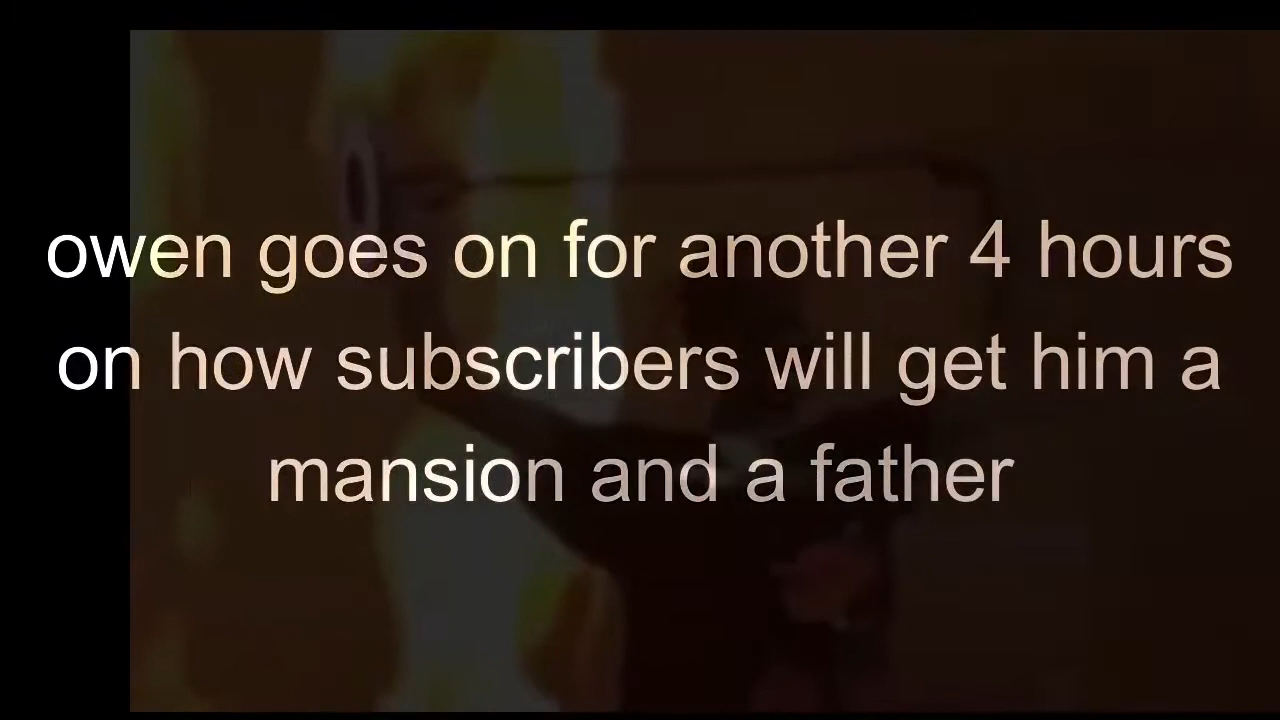 owen goes on for another 4 hours
on how subscribers will get him a
mansion and a father